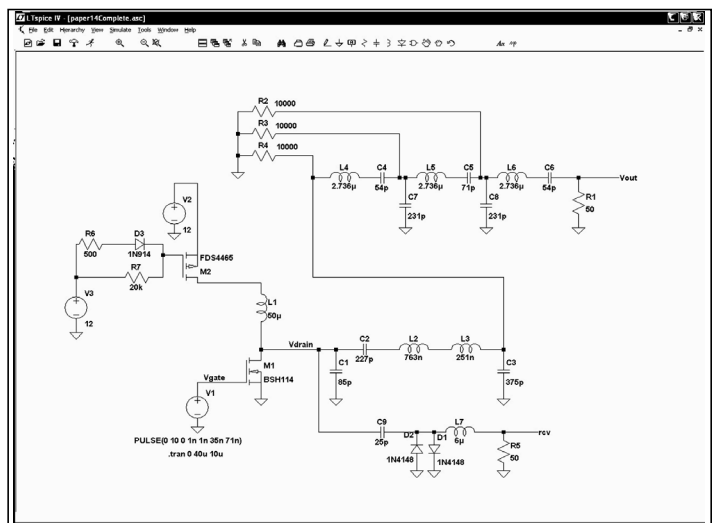 LTspice IV - [paper14Complete.asc]
File Edit Hierarchy View Simulate Tools Window Help
R2 10000
R3 10000
R4 10000
L4 C4 L5 C5 L6 C6 Vout
2.736µ 54p 2.736µ 71p 2.736µ 54p
C7 C8 R1
231p 231p 50
V2
12
R6 D3
500 1N914
FDS4465
M2
R7
20k
V3
12
L1
50µ
Vdrain C2 L2 L3
227p 763n 251n
C1 C3
85p 375p
M1
Vgate BSH114
V1
C9 D2 D1 L7 rcv
25p 6µ
R5
1N4148 1N4148 50
PULSE(0 10 0 1n 1n 35n 71n)
.tran 0 40u 10u